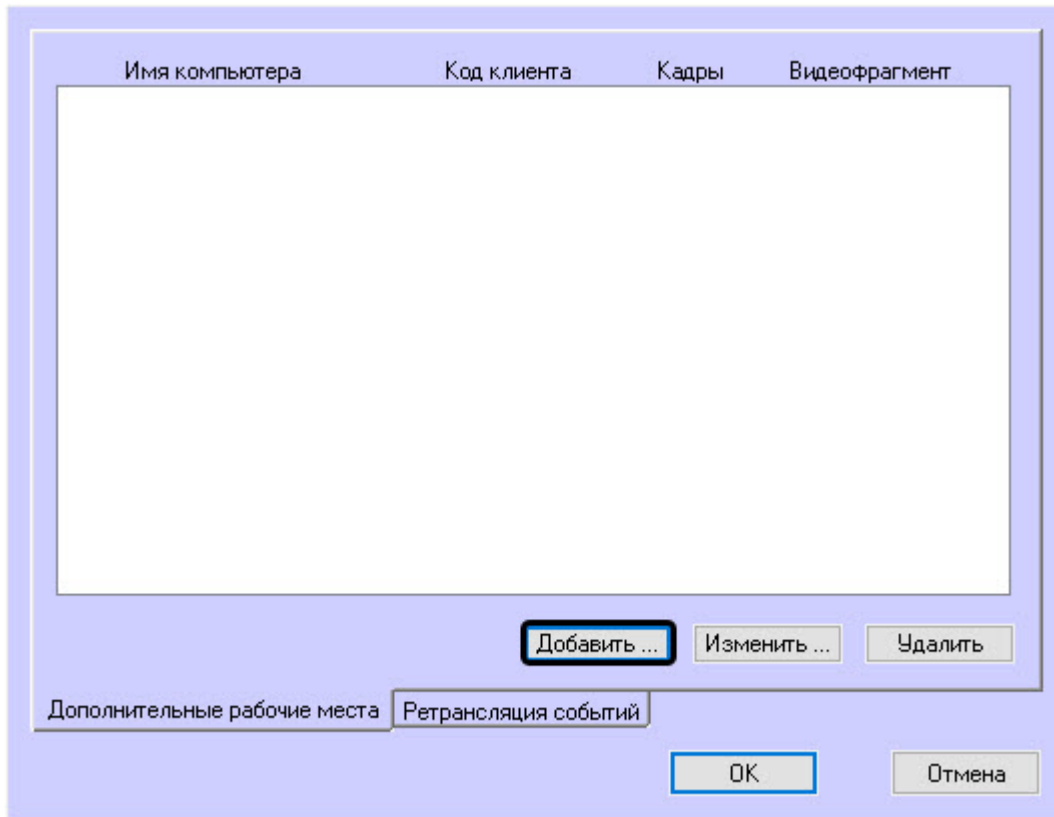 Имя компьютера Код клиента Кадры Видеофрагмент
Добавить ... Изменить ... Удалить
Дополнительные рабочие места Ретрансляция событий
OK Отмена